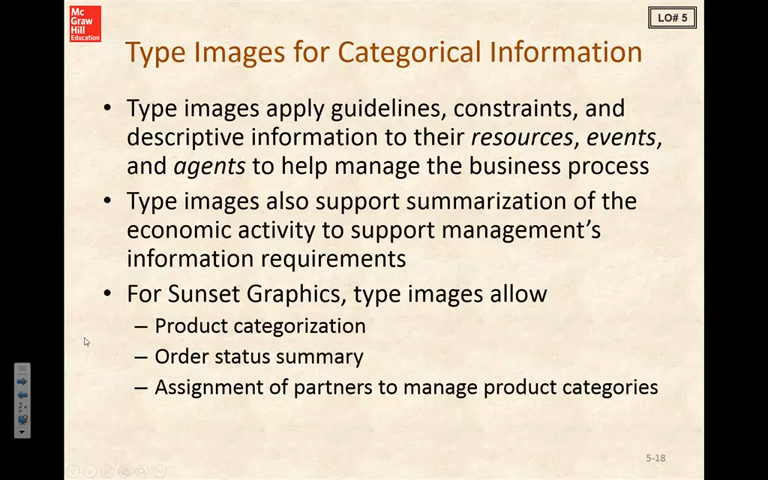 Mc
Graw
Hill
Education
LO# 5
Type Images for Categorical Information
• Type images apply guidelines, constraints, and
descriptive information to their resources, events,
and agents to help manage the business process
• Type images also support summarization of the
economic activity to support management’s
information requirements
• For Sunset Graphics, type images allow
– Product categorization
– Order status summary
– Assignment of partners to manage product categories
5-18